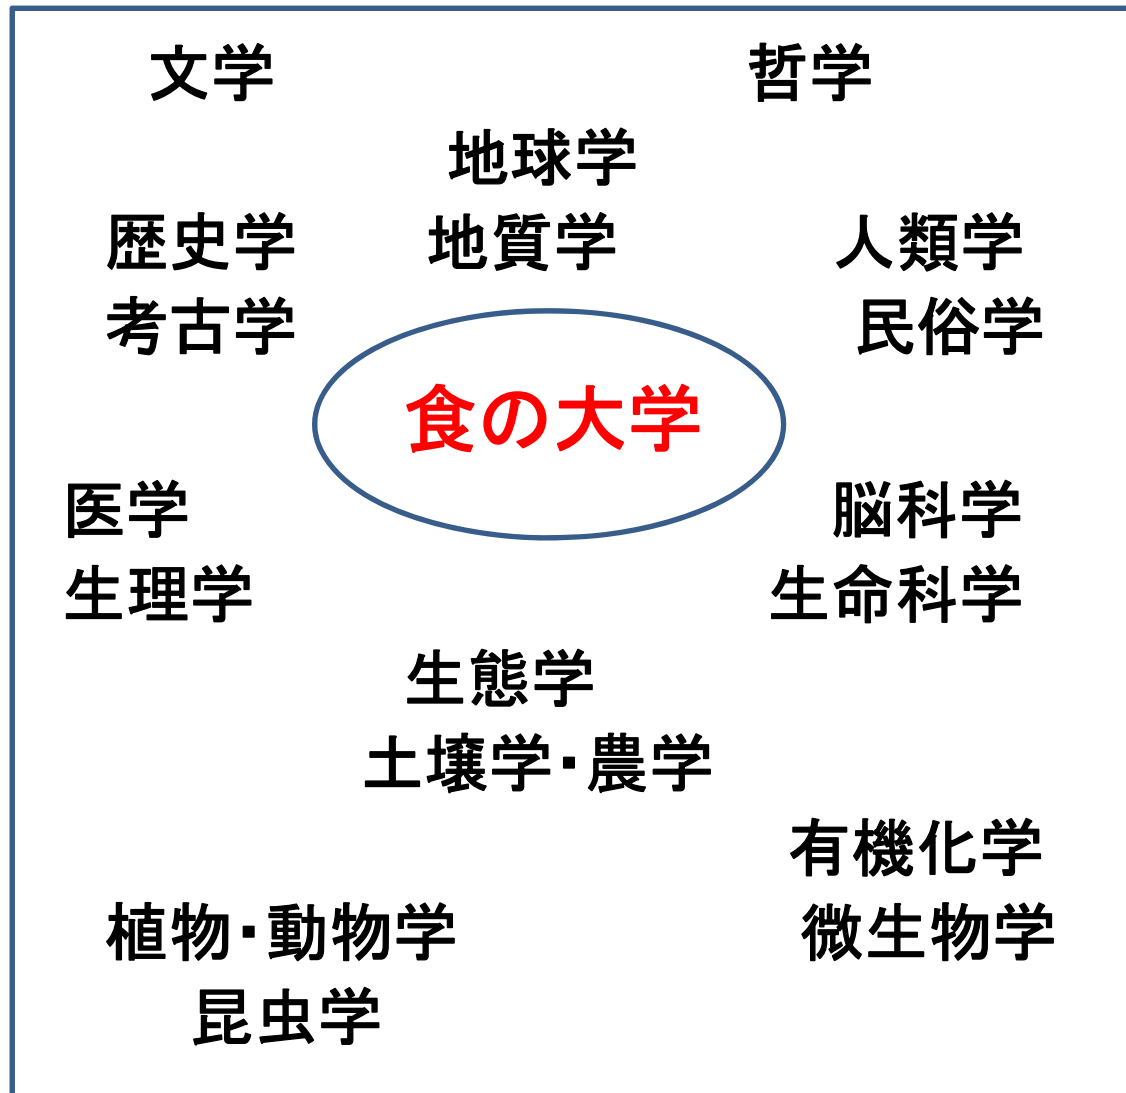 文学 哲学
地球学
歴史学 地質学 人類学
考古学 民俗学
食の大学
医学 脳科学
生理学 生命科学
生態学
土壌学・農学
有機化学
植物・動物学 微生物学
昆虫学